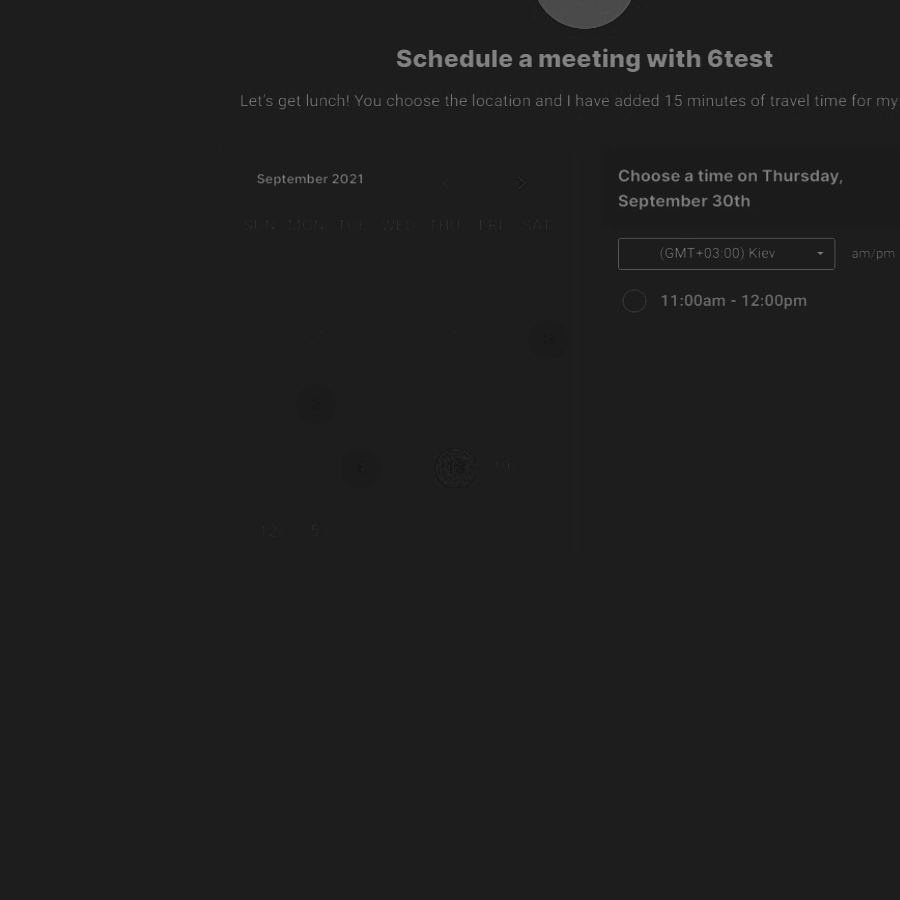 Schedule a meeting with 6test
Let's get lunch! You choose the location and I have added 15 minutes of travel time for my
September 2021
SUN MON TUE WED THU FRI SAT
Choose a time on Thursday,
September 30th
(GMT+03:00) Kiev
am/pm
11:00am - 12:00pm